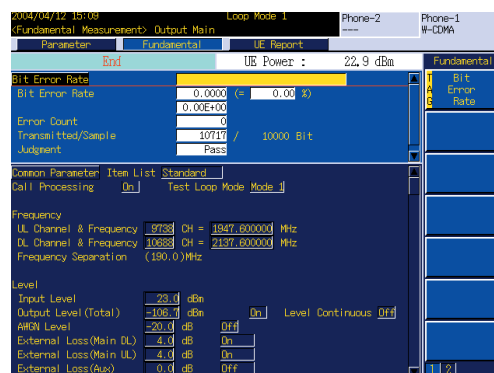 2004/04/12 15:09 Loop Mode 1 Phone-2 Phone-1
<Fundamental Measurement> Output Main --- W-CDMA
Parameter Fundamental UE Report
End UE Power : 22.9 dBm Fundamental
Bit Error Rate
Bit Error Rate 0.0000 (= 0.00 %)
0.00E+00
Error Count 0
Transmitted/Sample 10717 / 10000 Bit
Judgment Pass
TAG Bit
Error
Rate
Common Parameter Item List Standard
Call Processing On Test Loop Mode Mode 1
Frequency
UL Channel & Frequency 9738 CH = 1947.600000 MHz
DL Channel & Frequency 10688 CH = 2137.600000 MHz
Frequency Separation (190.0)MHz
Level
Input Level 23.0 dBm
Output Level(Total) -106.7 dBm On Level Continuous Off
AWGN Level -20.0 dB Off
External Loss(Main DL) 4.0 dB On
External Loss(Main UL) 4.0 dB On
External Loss(Aux) 0.0 dB Off
1 2